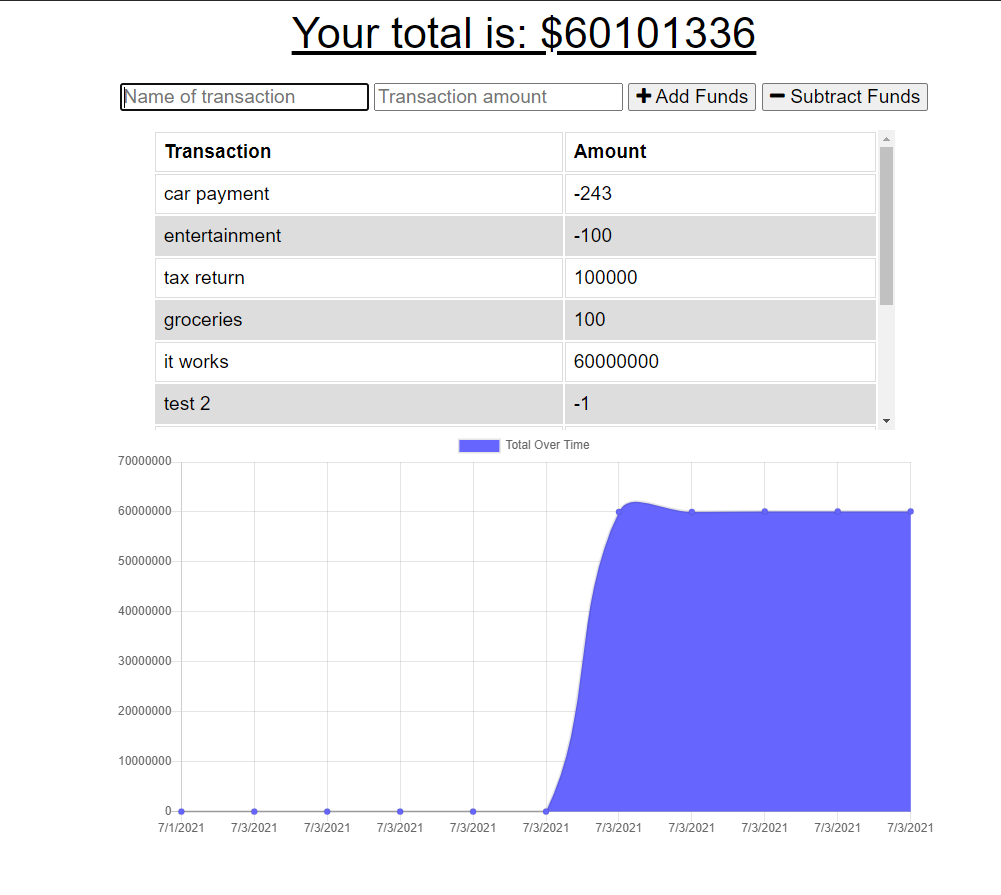 Your total is: $60101336
Name of transaction Transaction amount Add Funds Subtract Funds
Transaction Amount
car payment -243
entertainment -100
tax return 100000
groceries 100
it works 60000000
test 2 -1
Total Over Time
70000000
60000000
50000000
40000000
30000000
20000000
10000000
0
7/1/2021 7/3/2021 7/3/2021 7/3/2021 7/3/2021 7/3/2021 7/3/2021 7/3/2021 7/3/2021 7/3/2021 7/3/2021